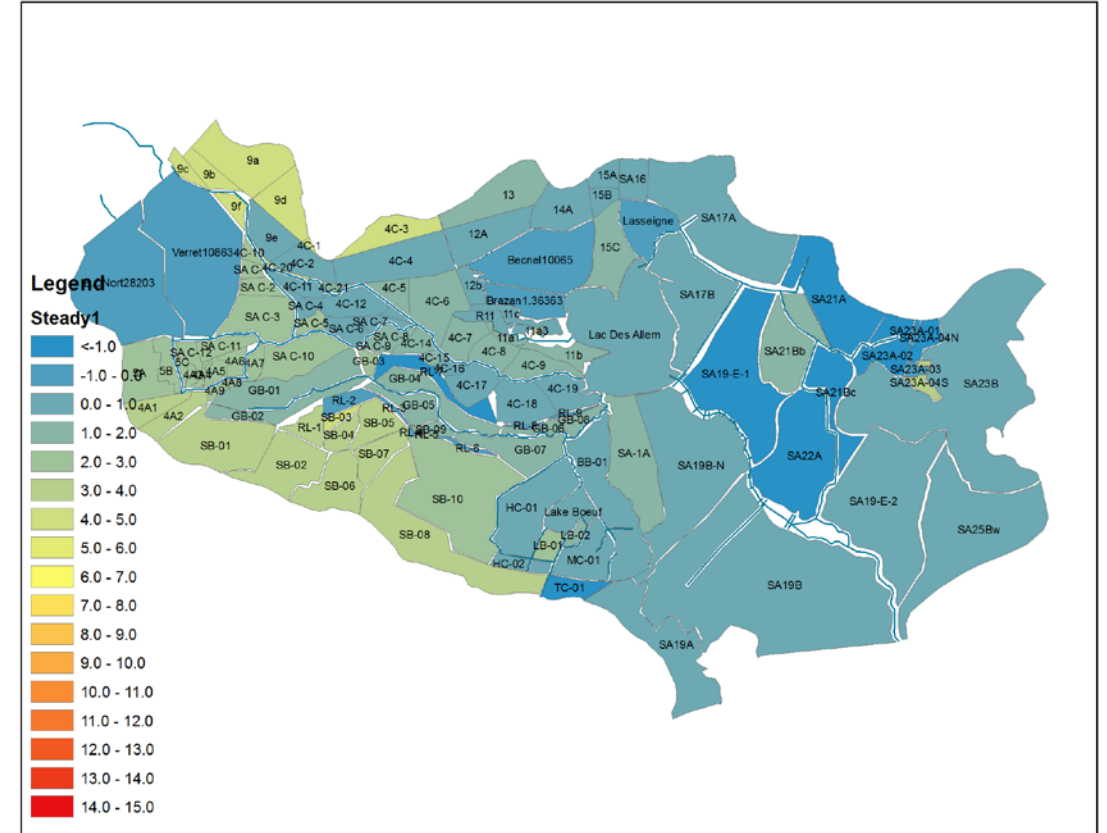 9a
9c
9b
9d
9f
9e
4C-1
4C-3
13
15A
SA16
15B
14A
Lasseigne
SA17A
12A
15C
Becnel10065
4C-4
4C-2
4C-20
SA C-2
4C-11
4C-21
4C-5
12b
4C-6
Brazan1.36363
SA17B
SA21A
SA C-4
4C-12
R11
11c
SA C-3
SA C-5
SA C-6
SA C-7
11a3
Lac Des Allem
SA23A-01
SA23A-04N
SA C-8
4C-14
4C-7
11a
SA C-11
SA C-9
4C-8
SA21Bb
SA23A-02
SA C-12
SA C-10
GB-03
4C-15
4C-16
11b
4C-9
SA23A-03
5C
5B
4A6
4A7
4A5
4A8
4A9
GB-04
SA19-E-1
SA23A-04S
SA23B
GB-01
4C-17
4C-19
SA21Bc
4A1
4A2
RL-2
GB-05
4C-18
GB-02
SB-03
RL-1
SB-04
SB-05
RL-9
SB-01
SB-07
RL-6
GB-07
SA-1A
SA22A
SB-02
BB-01
SA19B-N
SB-06
SB-10
HC-01
Lake Boeuf
SA19-E-2
SB-08
LB-01
LB-02
SA25Bw
HC-02
MC-01
TC-01
SA19B
SA19A
Legend
Steady1
<-1.0
-1.0 - 0.0
0.0 - 1.0
1.0 - 2.0
2.0 - 3.0
3.0 - 4.0
4.0 - 5.0
5.0 - 6.0
6.0 - 7.0
7.0 - 8.0
8.0 - 9.0
9.0 - 10.0
10.0 - 11.0
11.0 - 12.0
12.0 - 13.0
13.0 - 14.0
14.0 - 15.0